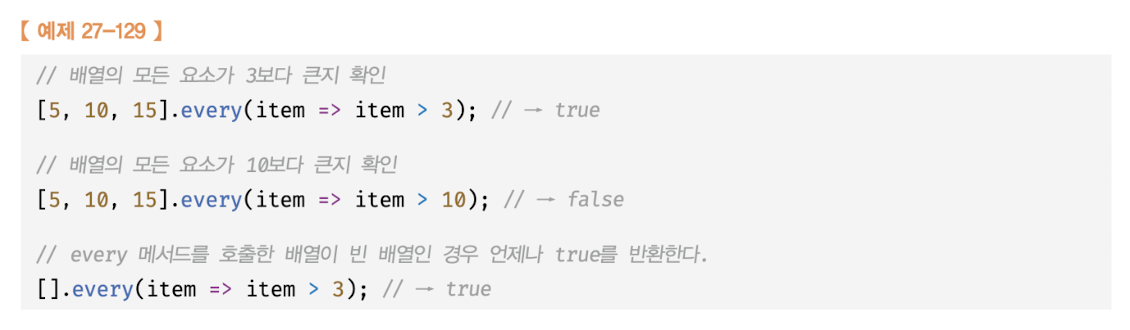 【 예제 27-129 】
// 배열의 모든 요소가 3보다 큰지 확인
[5, 10, 15].every(item => item > 3); // → true
// 배열의 모든 요소가 10보다 큰지 확인
[5, 10, 15].every(item => item > 10); // → false
// every 메서드를 호출한 배열이 빈 배열인 경우 언제나 true를 반환한다.
[].every(item => item > 3); // → true